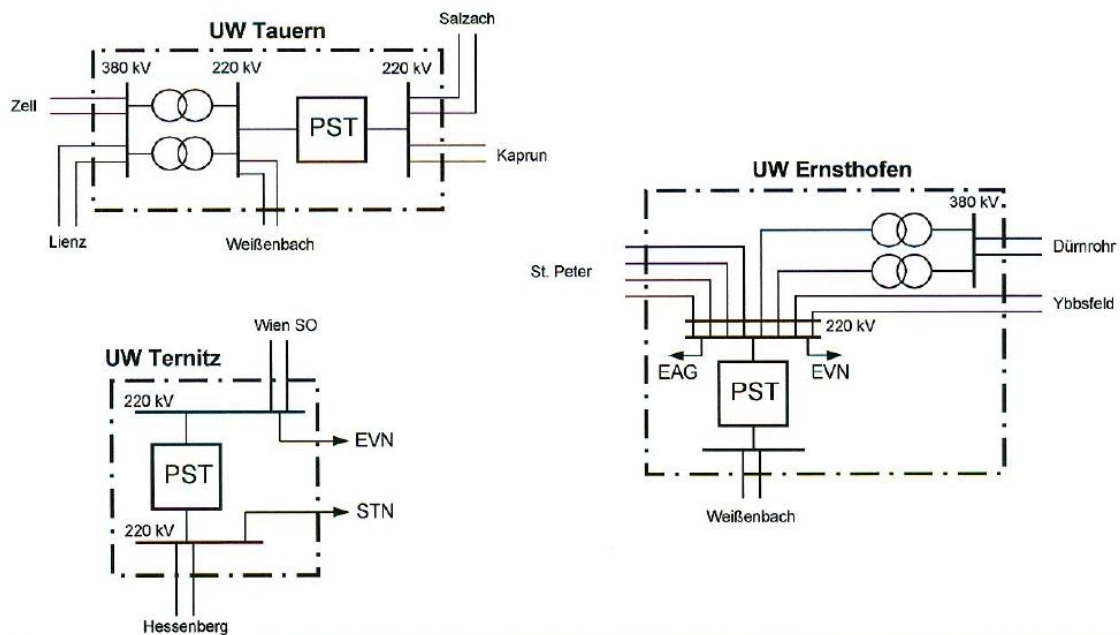 Salzach
UW Tauern
380 kV
220 kV
220 kV
Zell
PST
Kaprun
Lienz
Weißenbach
UW Ernsthofen
380 kV
Dürnrohr
St. Peter
Ybbsfeld
220 kV
EAG
EVN
PST
Weißenbach
Wien SO
UW Ternitz
220 kV
EVN
PST
STN
220 kV
Hessenberg